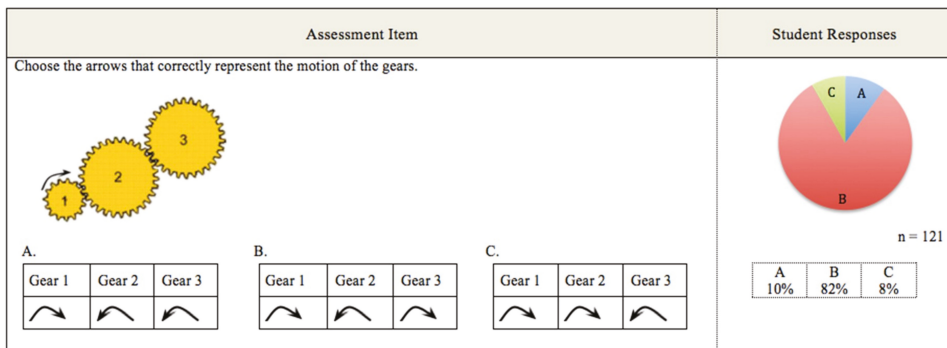 Assessment Item
Student Responses
Choose the arrows that correctly represent the motion of the gears.
1
2
3
A.
Gear 1 Gear 2 Gear 3
B.
Gear 1 Gear 2 Gear 3
C.
Gear 1 Gear 2 Gear 3
C A
B
n = 121
A B C
10% 82% 8%